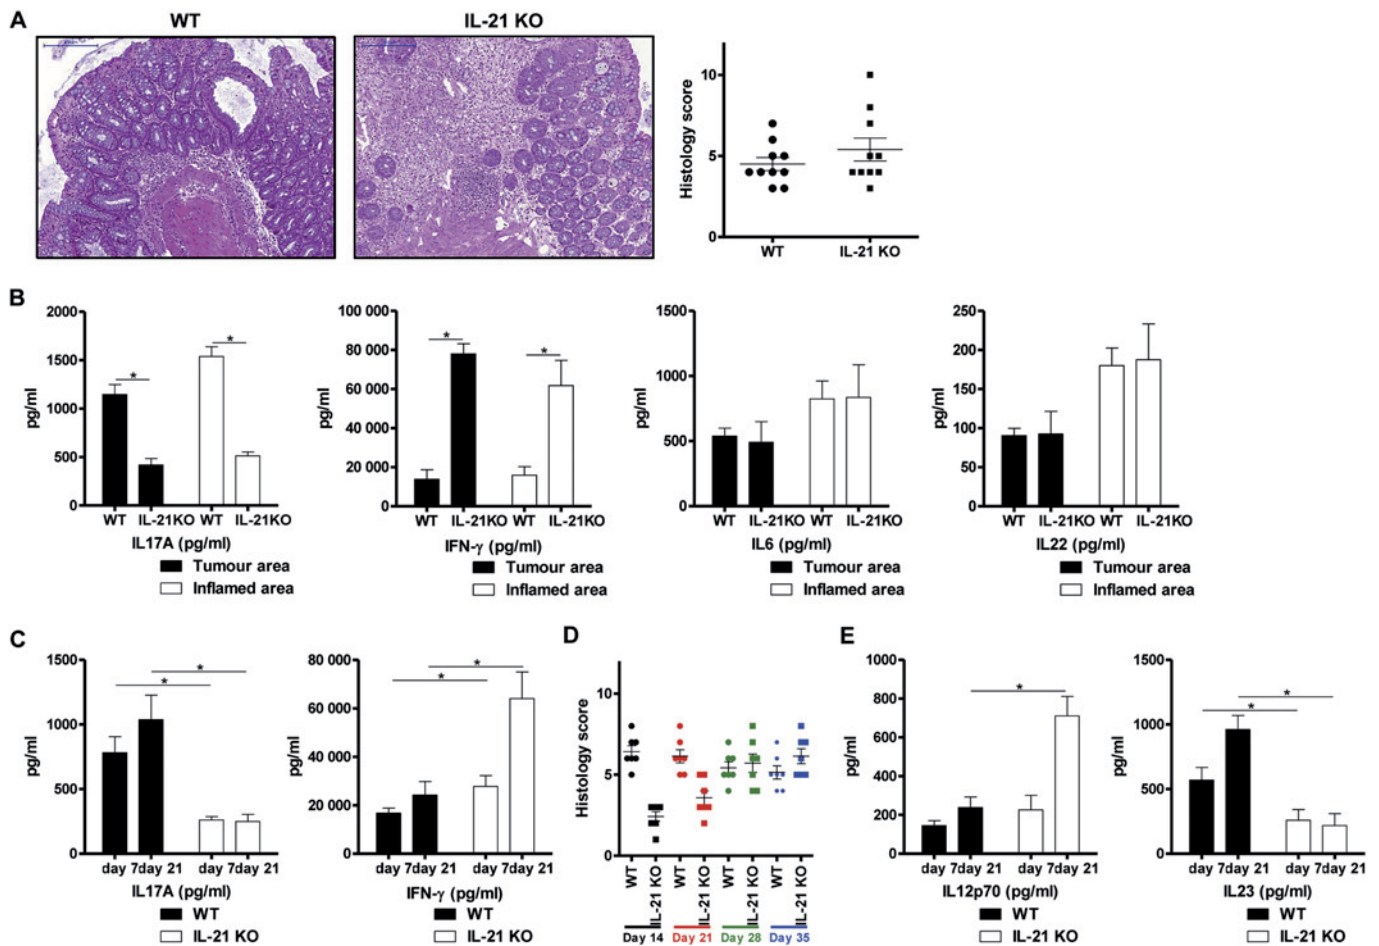 A
WT
IL-21 KO
Histology score
10
5
0
WT
IL-21 KO
B
pg/ml
2000
1500
1000
500
0
WT IL-21KO WT IL-21KO
IL17A (pg/ml)
Tumour area
Inflamed area
pg/ml
100 000
80 000
60 000
40 000
20 000
0
WT IL-21KO WT IL-21KO
IFN-γ (pg/ml)
Tumour area
Inflamed area
pg/ml
1500
1000
500
0
WT IL-21KO WT IL-21KO
IL6 (pg/ml)
Tumour area
Inflamed area
pg/ml
250
200
150
100
50
0
WT IL-21KO WT IL-21KO
IL22 (pg/ml)
Tumour area
Inflamed area
C
pg/ml
1500
1000
500
0
* *
day 7 day 21 day 7 day 21
IL17A (pg/ml)
WT
IL-21 KO
pg/ml
80 000
60 000
40 000
20 000
0
* *
day 7 day 21 day 7 day 21
IFN-γ (pg/ml)
WT
IL-21 KO
D
Histology score
10
5
0
WT
IL-21 KO
WT
IL-21 KO
WT
IL-21 KO
WT
IL-21 KO
Day 14 Day 21 Day 28 Day 35
E
pg/ml
1000
800
600
400
200
0
*
day 7 day 21 day 7 day 21
IL12p70 (pg/ml)
WT
IL-21 KO
pg/ml
1500
1000
500
0
* *
day 7 day 21 day 7 day 21
IL23 (pg/ml)
WT
IL-21 KO